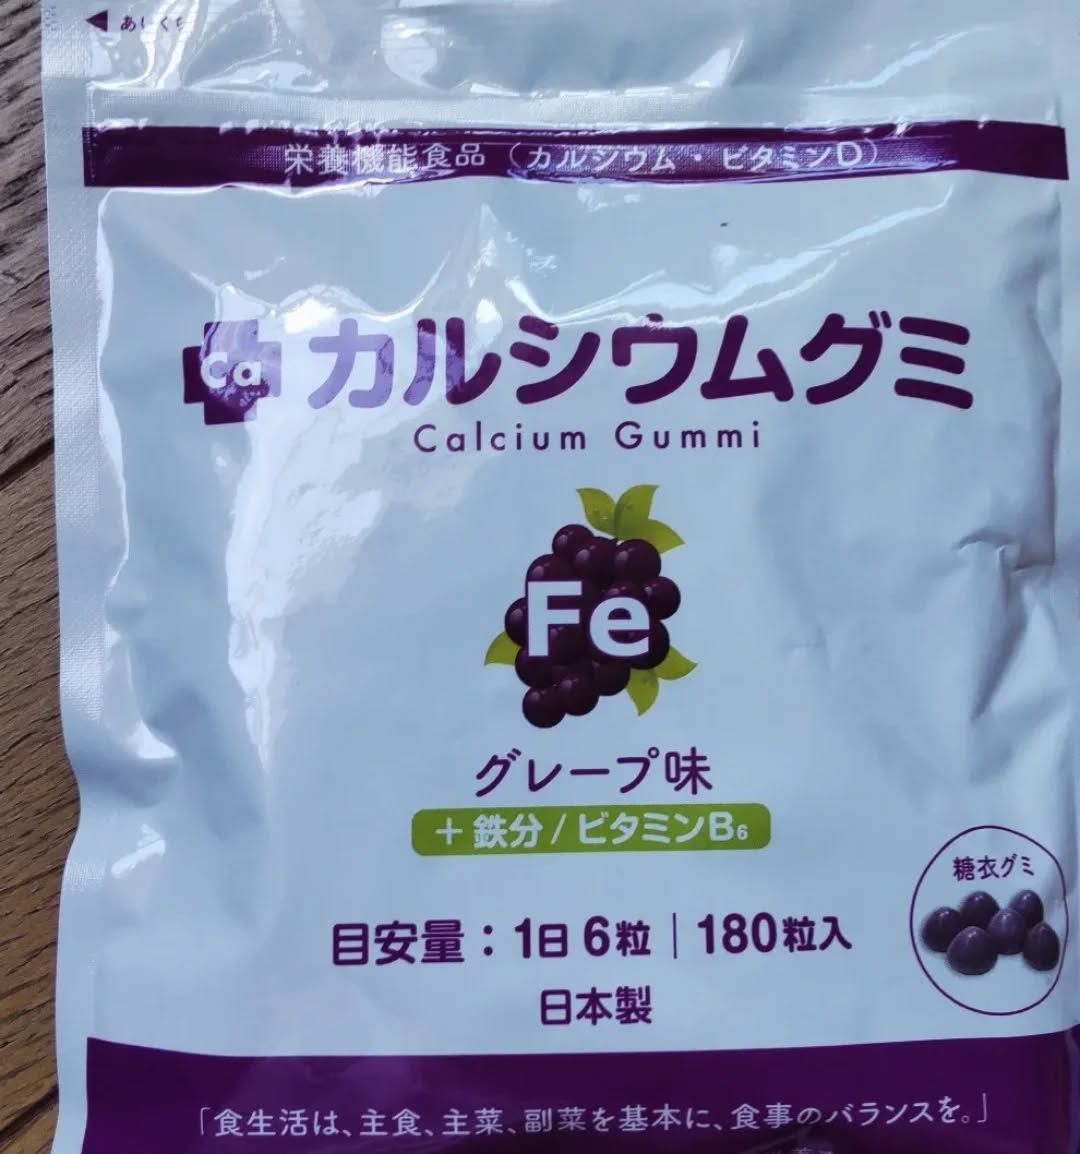 あけくち
栄養機能食品(カルシウム・ビタミンD)
Ca
カルシウムグミ
Calcium Gummi
Fe
グレープ味
+鉄分/ビタミンB6
糖衣グミ
目安量:1日6粒|180粒入
日本製
「食生活は、主食、主菜、副菜を基本に、食事のバランスを。」